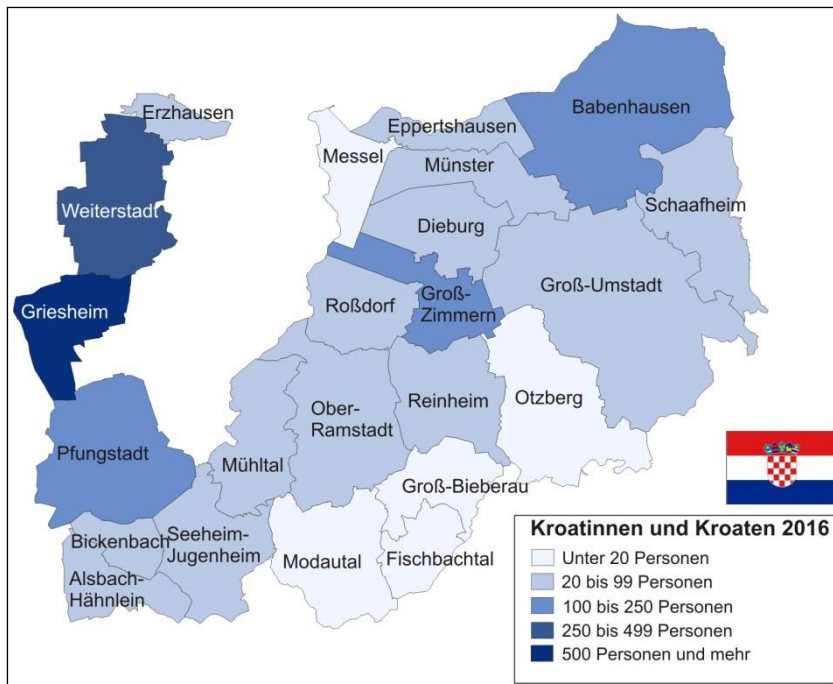 Erzhausen
Babenhausen
Eppertshausen
Messel
Münster
Weiterstadt
Schaafheim
Dieburg
Griesheim
Groß-
Zimmern
Groß-Umstadt
Roßdorf
Ober-
Ramstadt
Reinheim
Otzberg
Pfungstadt
Mühltal
Groß-Bieberau
Bickenbach
Seeheim-
Jugenheim
Modautal
Fischbachtal
Alsbach-
Hähnlein
Kroatinnen und Kroaten 2016
Unter 20 Personen
20 bis 99 Personen
100 bis 250 Personen
250 bis 499 Personen
500 Personen und mehr